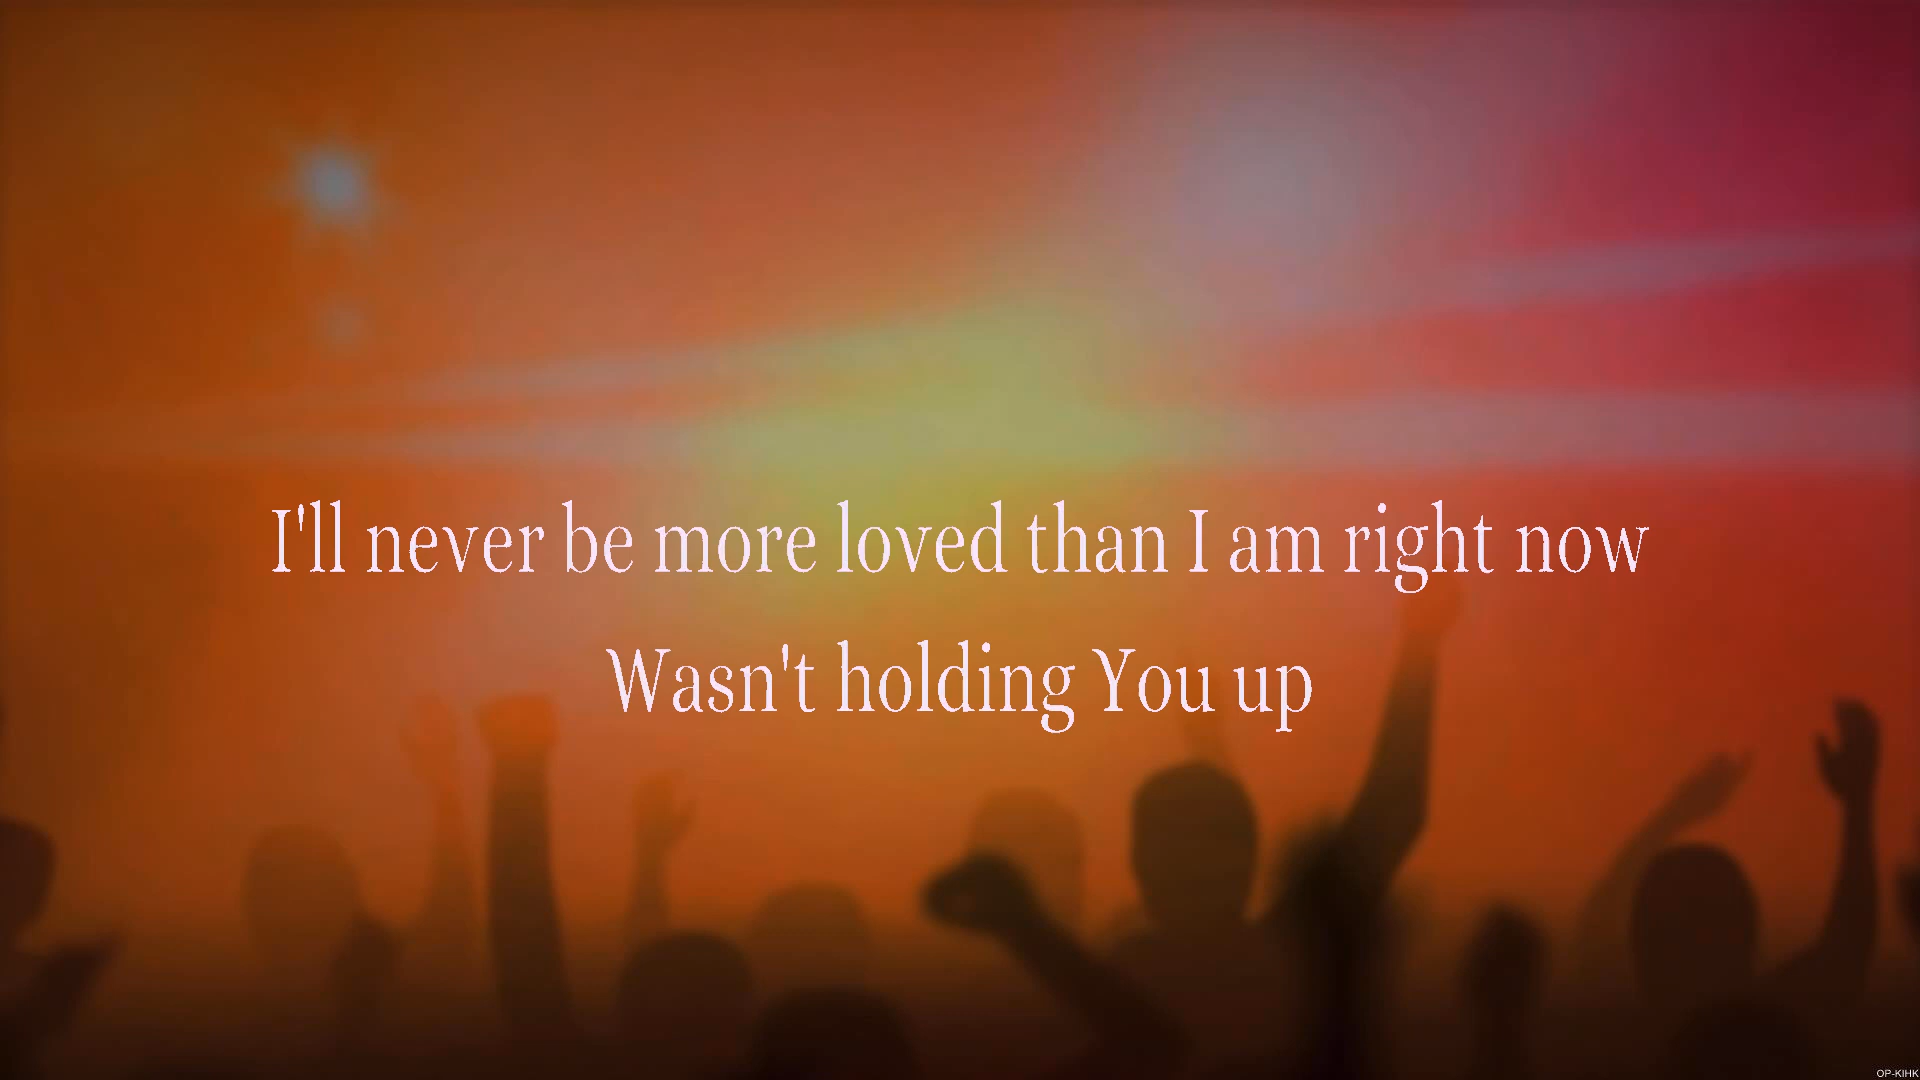 I'll never be more loved than I am right now
Wasn't holding You up
OP-KIHK